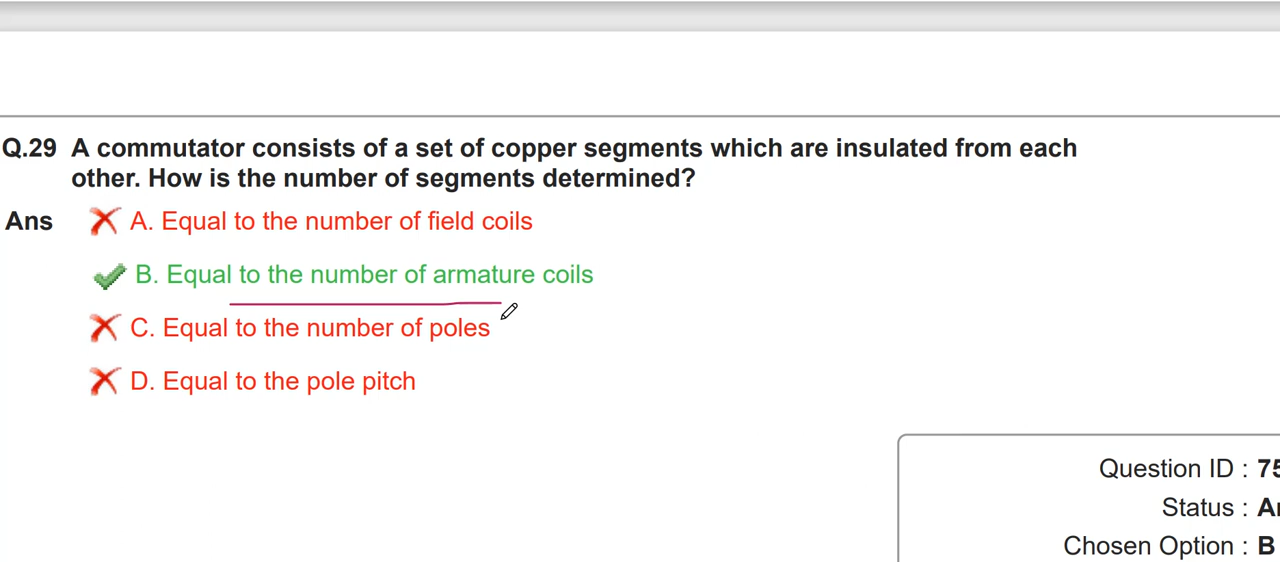 Q.29 A commutator consists of a set of copper segments which are insulated from each
other. How is the number of segments determined?
Ans A. Equal to the number of field coils
B. Equal to the number of armature coils
C. Equal to the number of poles
D. Equal to the pole pitch
Question ID : 75
Status :
Chosen Option : B